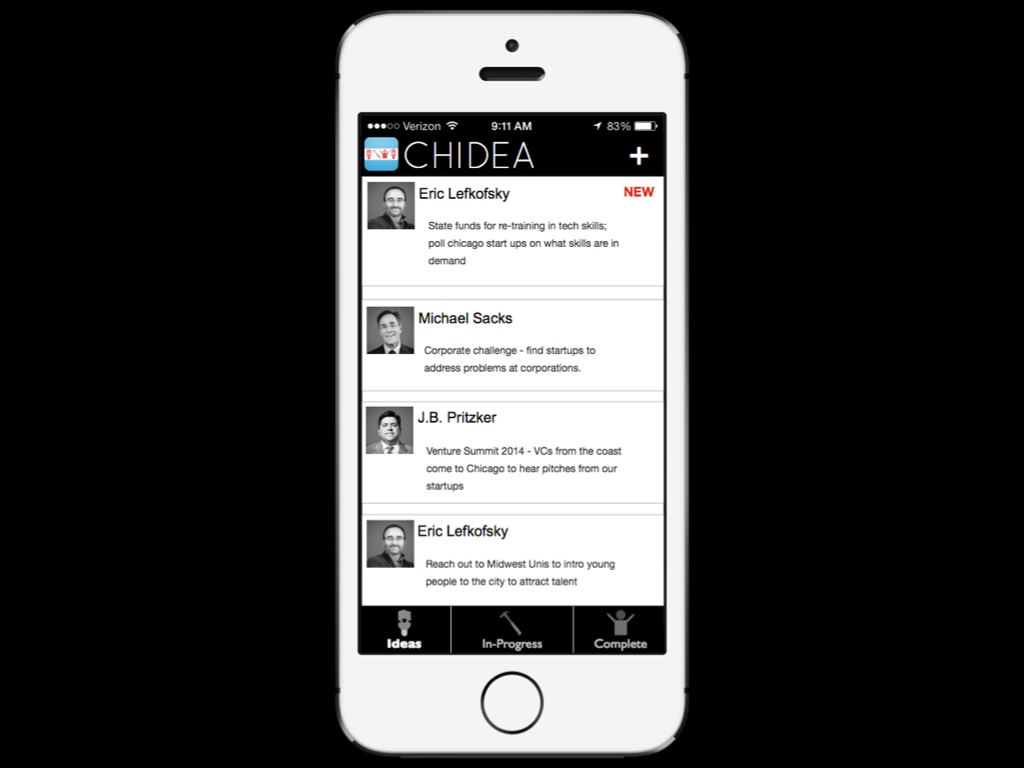 Verizon 9:11 AM 83%
CHIDEA +
Eric Lefkofsky NEW
State funds for re-training in tech skills;
poll chicago start ups on what skills are in
demand
Michael Sacks
Corporate challenge - find startups to
address problems at corporations.
J.B. Pritzker
Venture Summit 2014 - VCs from the coast
come to Chicago to hear pitches from our
startups
Eric Lefkofsky
Reach out to Midwest Unis to intro young
people to the city to attract talent
Ideas In-Progress Complete